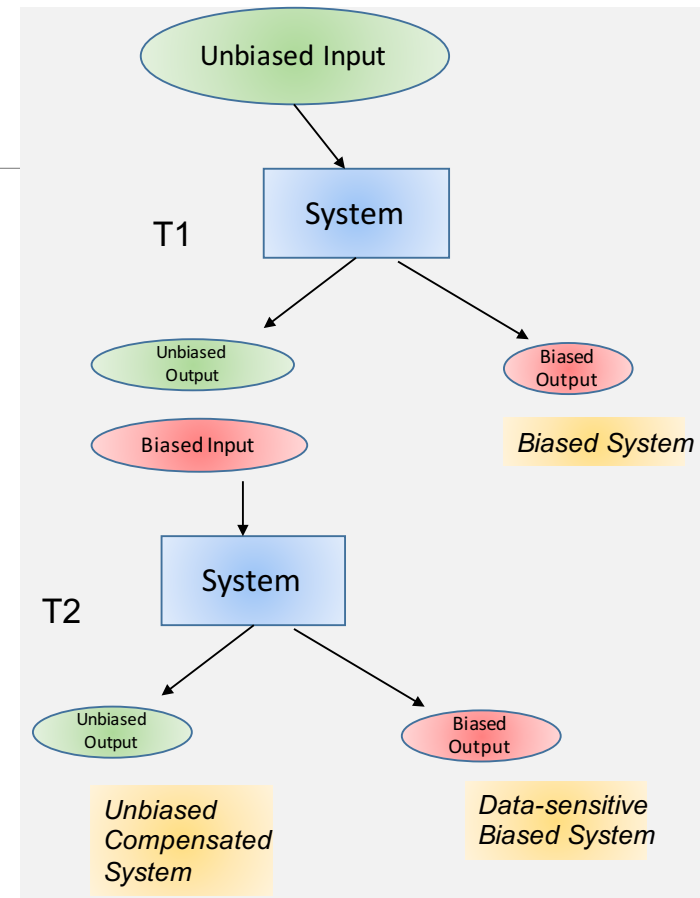 Unbiased Input
System
T1
Unbiased
Output
Biased
Output
Biased Input
Biased System
System
T2
Unbiased
Output
Biased
Output
Unbiased
Compensated
System
Data-sensitive
Biased System